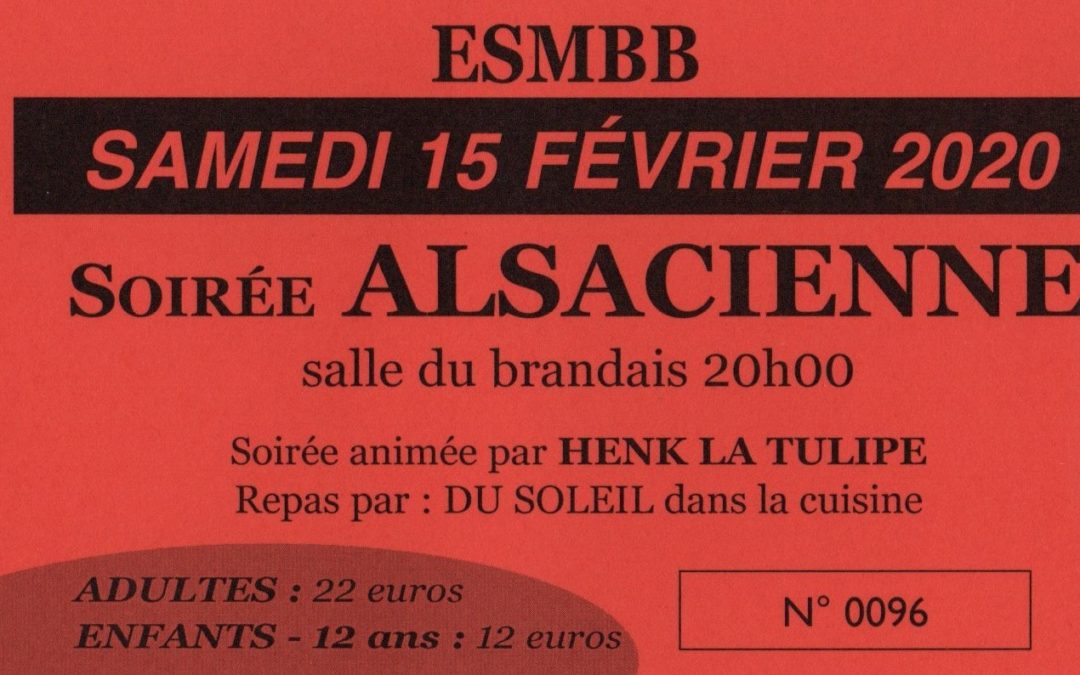 ESMBB
SAMEDI 15 FÉVRIER 2020
SOIRÉE ALSACIENNE
salle du brandais 20h00
Soirée animée par HENK LA TULIPE
Repas par : DU SOLEIL dans la cuisine
ADULTES : 22 euros
ENFANTS - 12 ans : 12 euros
N° 0096